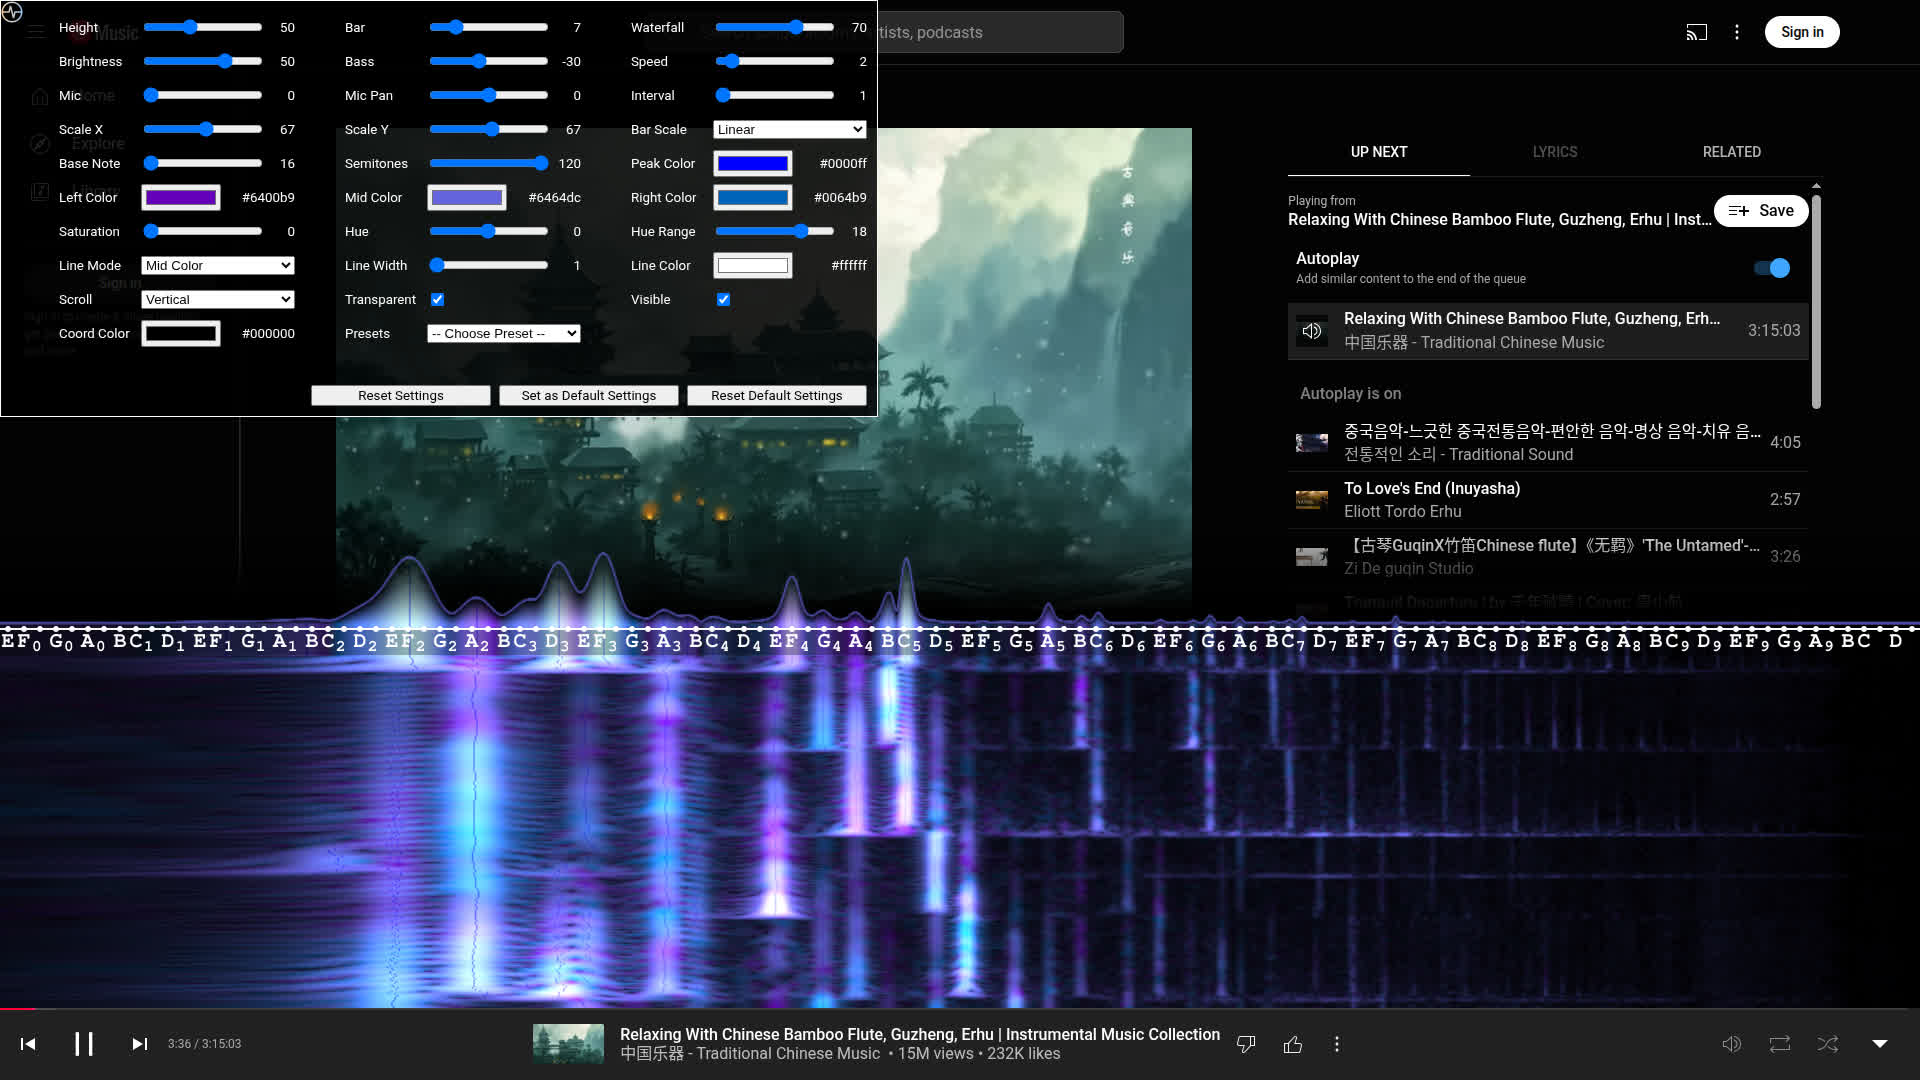 Height 50 Bar 7 Waterfall 70
Music
artists, podcasts
Sign in
Brightness 50 Bass -30 Speed 2
Mic 0 Mic Pan 0 Interval 1
Home
Scale X 67 Scale Y 67 Bar Scale Linear
Explore
Base Note 16 Semitones 120 Peak Color #0000ff
Left Color #6400b9 Mid Color #6464dc Right Color #0064b9
Saturation 0 Hue 0 Hue Range 18
Line Mode Mid Color Line Width 1 Line Color #ffffff
Sign in
Scroll Vertical Transparent Visible
Coord Color #000000 Presets -- Choose Preset --
Reset Settings Set as Default Settings Reset Default Settings
古
典
音
乐
UP NEXT LYRICS RELATED
Playing from
Relaxing With Chinese Bamboo Flute, Guzheng, Erhu | Inst...
Save
Autoplay
Add similar content to the end of the queue
Relaxing With Chinese Bamboo Flute, Guzheng, Erh... 3:15:03
中国乐器 - Traditional Chinese Music
Autoplay is on
중국음악-느긋한 중국전통음악-편안한 음악-명상 음악-치유 음... 4:05
전통적인 소리 - Traditional Sound
To Love's End (Inuyasha) 2:57
Eliott Tordo Erhu
【古琴GuqinX竹笛Chinese flute】《无羁》'The Untamed'-... 3:26
Zi De guqin Studio
EF0 G0 A0 BC1 D1 EF1 G1 A1 BC2 D2 EF2 G2 A2 BC3 D3 EF3 G3 A3 BC4 D4 EF4 G4 A4 BC5 D5 EF5 G5 A5 BC6 D6 EF6 G6 A6 BC7 D7 EF7 G7 A7 BC8 D8 EF8 G8 A8 BC9 D9 EF9 G9 A9 BC D
3:36 / 3:15:03
Relaxing With Chinese Bamboo Flute, Guzheng, Erhu | Instrumental Music Collection
中国乐器 - Traditional Chinese Music • 15M views • 232K likes